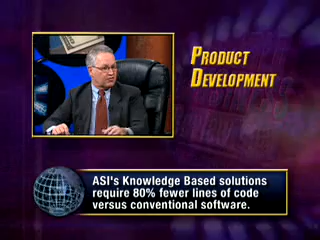 PRODUCT
DEVELOPMENT
ASI's Knowledge Based solutions
require 80% fewer lines of code
versus conventional software.